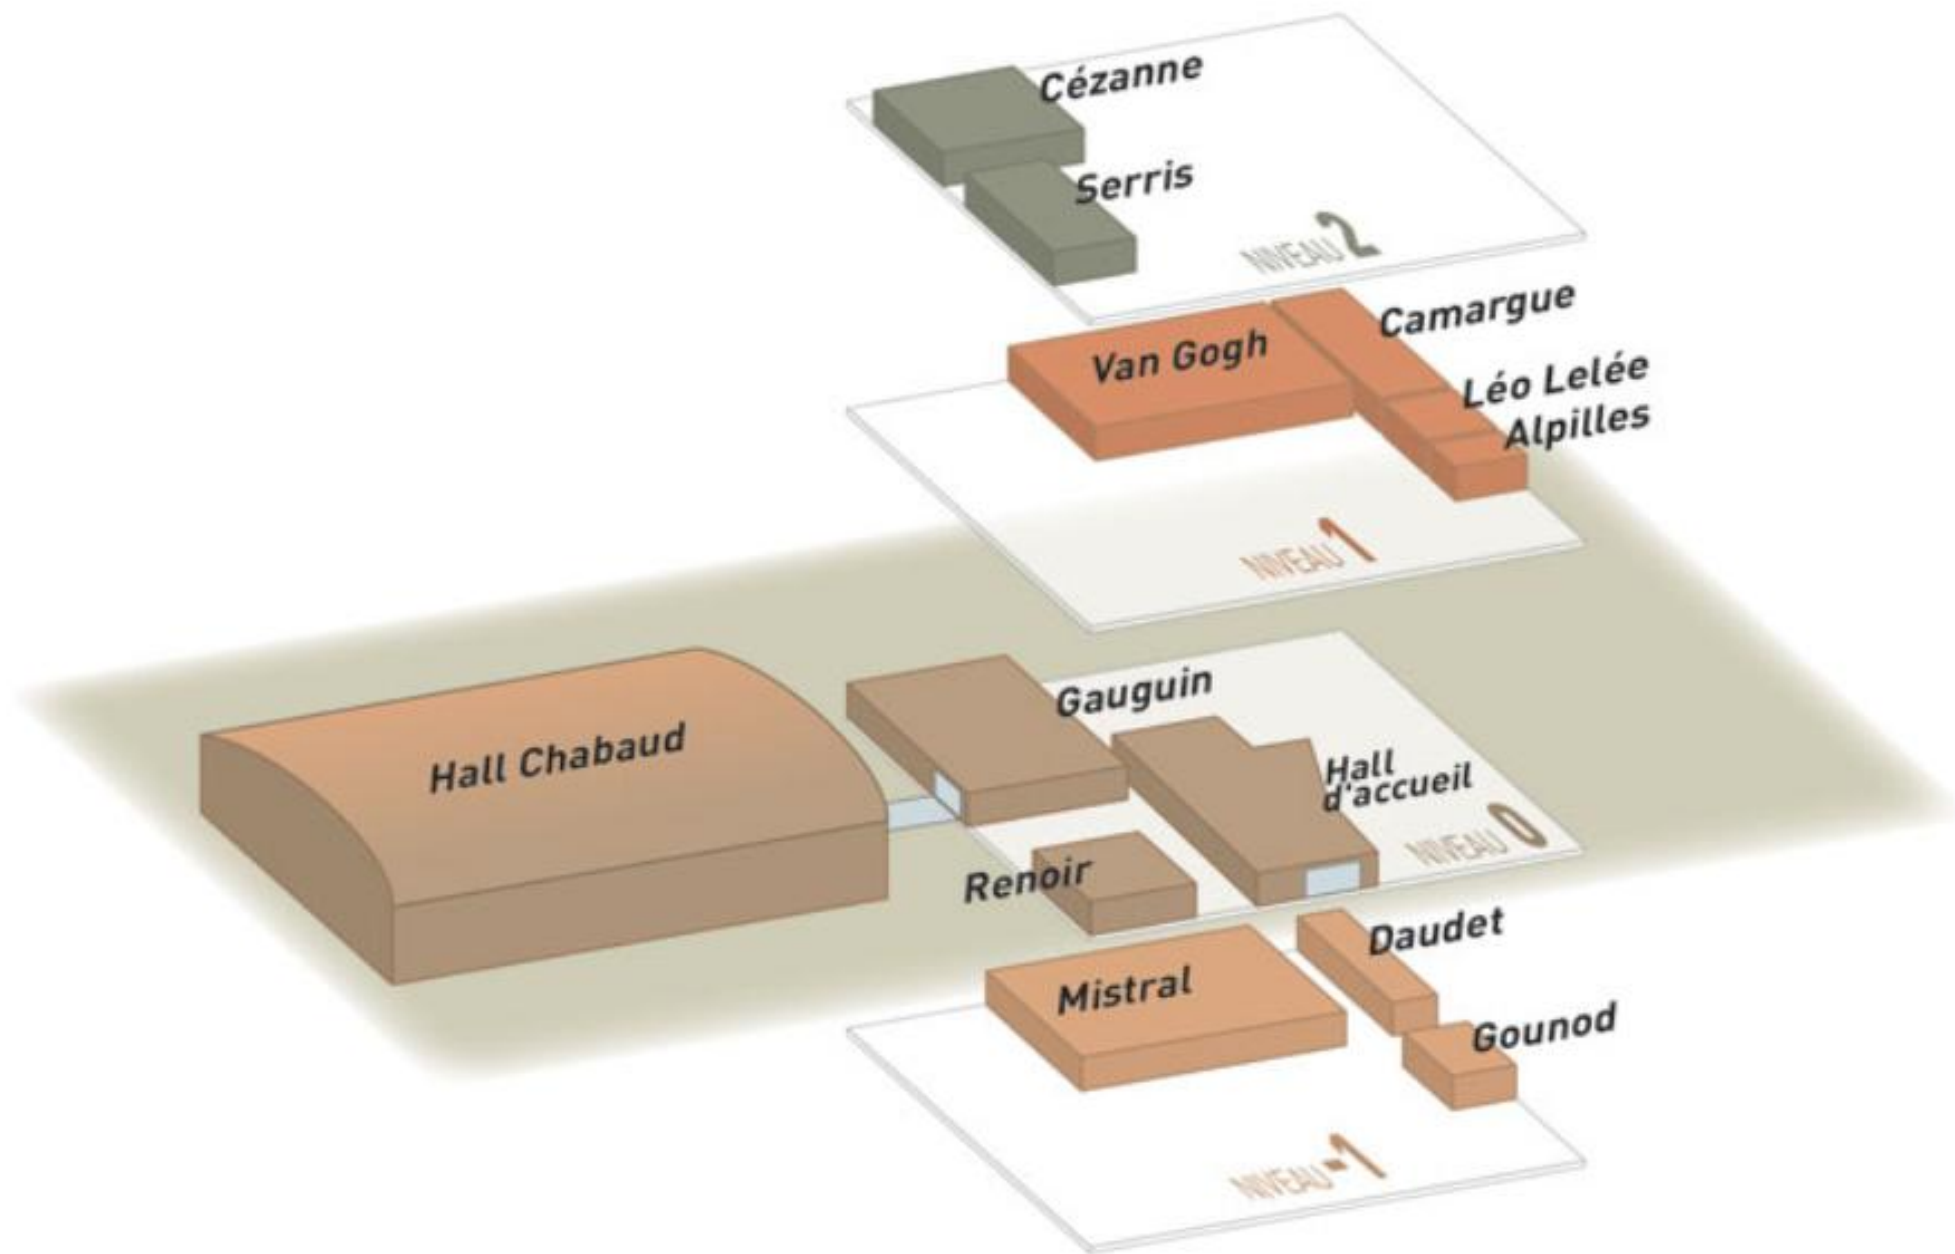 Cézanne
Serris
NIVEAU 2
Camargue
Van Gogh
Léo Lelée
Alpilles
NIVEAU 1
Gauguin
Hall Chabaud
Hall
d'accueil
NIVEAU 0
Renoir
Daudet
Mistral
Gounod
NIVEAU -1